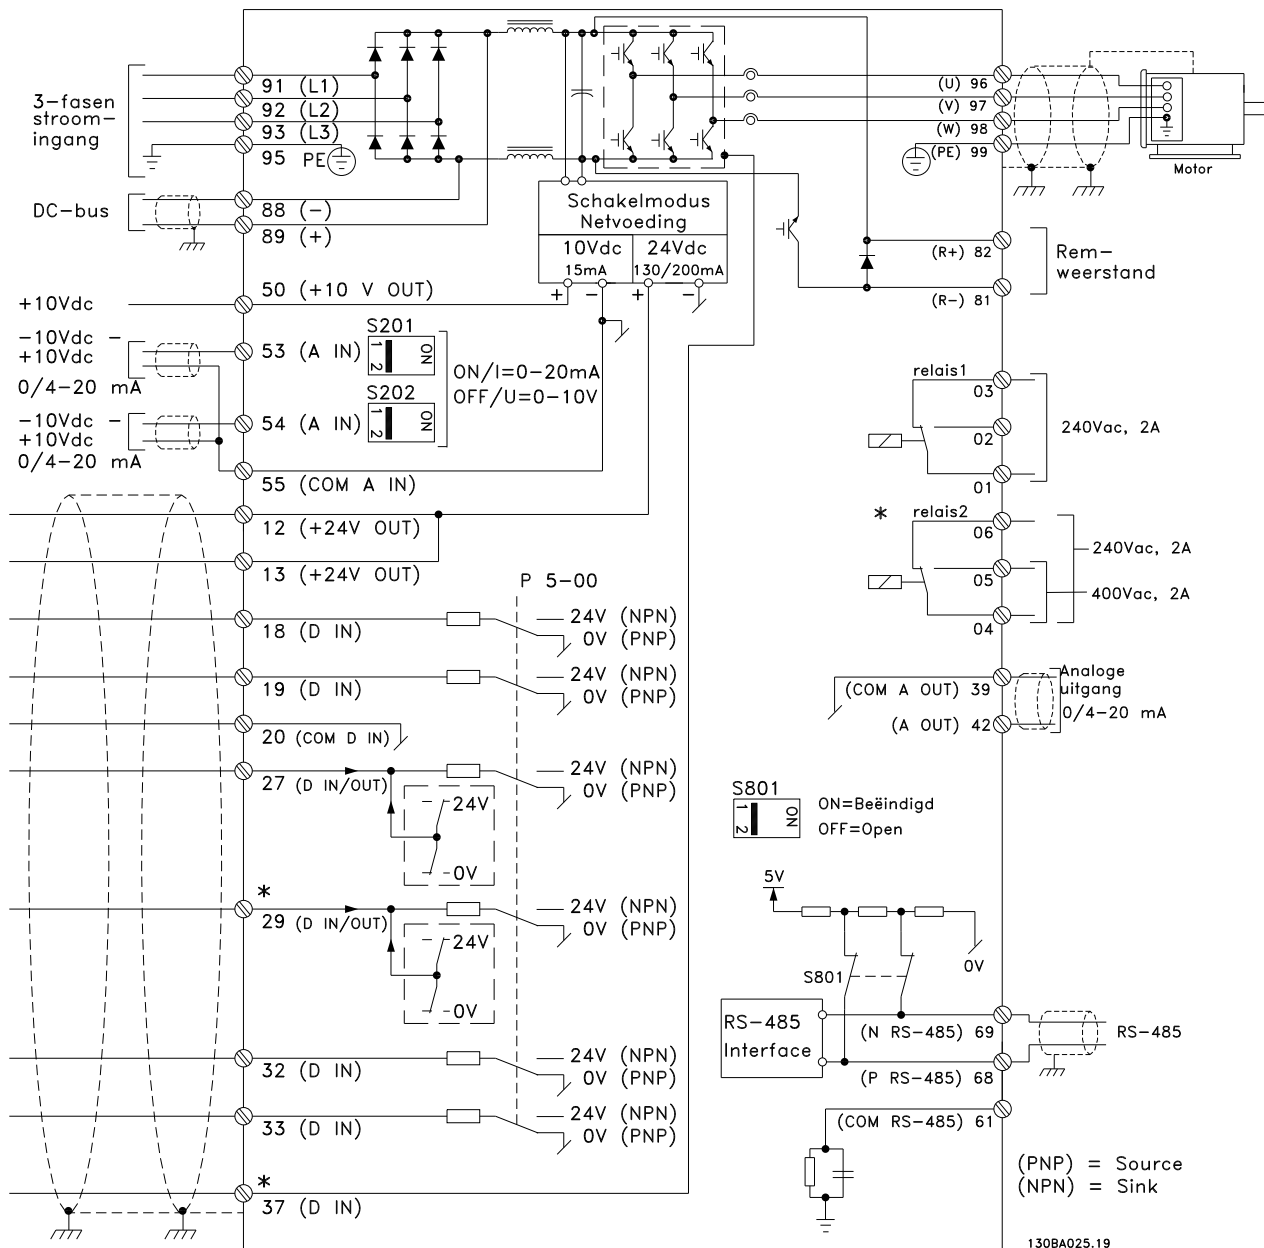 3-fasen
stroom-
ingang
91 (L1)
92 (L2)
93 (L3)
95 PE
DC-bus
88 (-)
89 (+)
+10Vdc
50 (+10 V OUT)
-10Vdc -
+10Vdc
0/4-20 mA
53 (A IN)
S201
1 2 ON
-10Vdc -
+10Vdc
0/4-20 mA
54 (A IN)
S202
1 2 ON
ON/I=0-20mA
OFF/U=0-10V
55 (COM A IN)
12 (+24V OUT)
13 (+24V OUT)
P 5-00
18 (D IN)
24V (NPN)
0V (PNP)
19 (D IN)
24V (NPN)
0V (PNP)
20 (COM D IN)
27 (D IN/OUT)
24V (NPN)
0V (PNP)
24V
0V
*
29 (D IN/OUT)
24V (NPN)
0V (PNP)
24V
0V
32 (D IN)
24V (NPN)
0V (PNP)
33 (D IN)
24V (NPN)
0V (PNP)
*
37 (D IN)
Schakelmodus
Netvoeding
10Vdc
15mA
24Vdc
130/200mA
+ - + -
(U) 96
(V) 97
(W) 98
(PE) 99
Motor
(R+) 82
(R-) 81
Rem-
weerstand
relais1
03
02
01
240Vac, 2A
* relais2
06
05
04
240Vac, 2A
400Vac, 2A
(COM A OUT) 39
(A OUT) 42
Analoge
uitgang
0/4-20 mA
S801
1 2 ON
ON=Beëindigd
OFF=Open
5V
0V
S801
RS-485
Interface
(N RS-485) 69
(P RS-485) 68
RS-485
(COM RS-485) 61
(PNP) = Source
(NPN) = Sink
130BA025.19